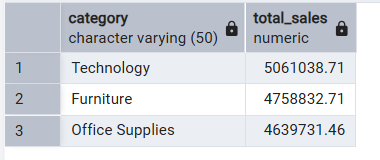 category total_sales
character varying (50) numeric
1 Technology 5061038.71
2 Furniture 4758832.71
3 Office Supplies 4639731.46